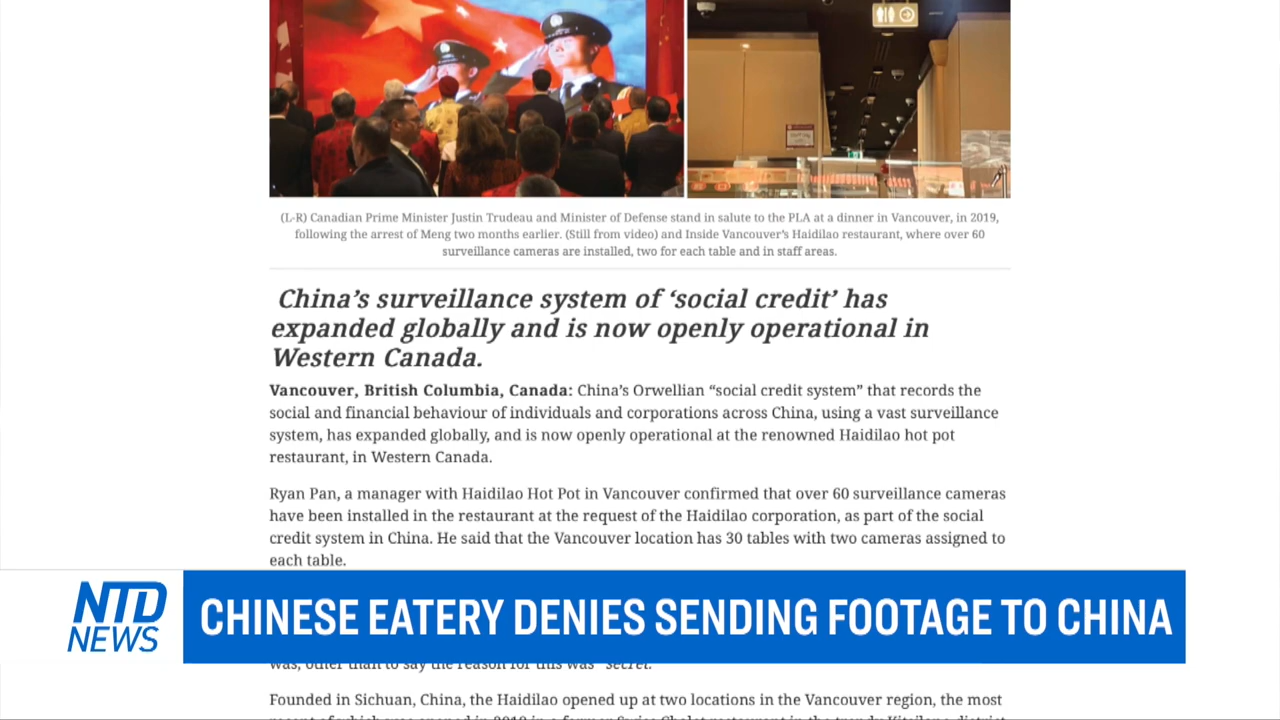 (L-R) Canadian Prime Minister Justin Trudeau and Minister of Defense stand in salute to the PLA at a dinner in Vancouver, in 2019,
following the arrest of Meng two months earlier. (Still from video) and Inside Vancouver's Haidilao restaurant, where over 60
surveillance cameras are installed, two for each table and in staff areas.
China's surveillance system of ‘social credit’ has
expanded globally and is now openly operational in
Western Canada.
Vancouver, British Columbia, Canada: China's Orwellian “social credit system” that records the
social and financial behaviour of individuals and corporations across China, using a vast surveillance
system, has expanded globally, and is now openly operational at the renowned Haidilao hot pot
restaurant, in Western Canada.
Ryan Pan, a manager with Haidilao Hot Pot in Vancouver confirmed that over 60 surveillance cameras
have been installed in the restaurant at the request of the Haidilao corporation, as part of the social
credit system in China. He said that the Vancouver location has 30 tables with two cameras assigned to
each table.
NTD
NEWS
CHINESE EATERY DENIES SENDING FOOTAGE TO CHINA
was, other than to say the reason for this was “secret.
Founded in Sichuan, China, the Haidilao opened up at two locations in the Vancouver region, the most